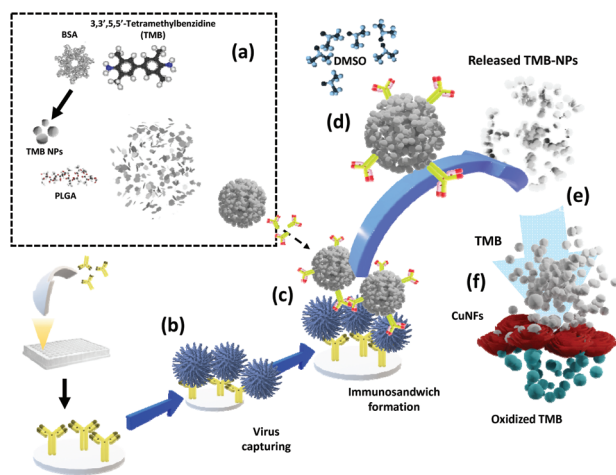 3,3′,5,5′-Tetramethylbenzidine
(TMB)
BSA
(a)
TMB NPs
PLGA
DMSO
Released TMB-NPs
(d)
(e)
TMB
(f)
CuNFs
Oxidized TMB
(c)
Immunosandwich
formation
(b)
Virus
capturing